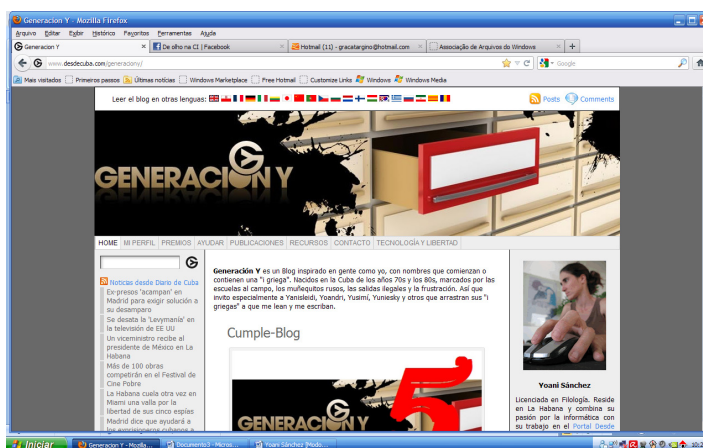 Generacion Y - Mozilla Firefox
Arquivo Editar Exibir Histórico Favoritos Ferramentas Ajuda
Generacion Y
De olho na CI | Facebook
Hotmail (11) - gracatargino@hotmail.com
Associação de Arquivos do Windows
www.desdecuba.com/generaciony/
Google
Mais visitados Primeiros passos Últimas notícias Windows Marketplace Free Hotmail Customize Links Windows Windows Media
Leer el blog en otras lenguas:
Posts Comments
GENERACION Y
HOME MI PERFIL PREMIOS AYUDAR PUBLICACIONES RECURSOS CONTACTO TECNOLOGÍA Y LIBERTAD
Noticias desde Diario de Cuba
Ex-presos 'acampan' en
Madrid para exigir solución a
su desamparo
Se desata la 'Levymanía' en
la televisión de EE UU
Un viceministro recibe al
presidente de México en La
Habana
Más de 100 obras
competirán en el Festival de
Cine Pobre
La Habana cuela otra vez en
Miami una valla por la
libertad de sus cinco espías
Madrid dice que ayudará a
los excarcelados cubanos a
Generación Y es un Blog inspirado en gente como yo, con nombres que comienzan o
contienen una "i griega". Nacidos en la Cuba de los años 70s y los 80s, marcados por las
escuelas al campo, los muñequitos rusos, las salidas ilegales y la frustración. Así que
invito especialmente a Yanisleidi, Yoandri, Yusimí, Yuniesky y otros que arrastran sus "i
griegas" a que me lean y me escriban.
Cumple-Blog
GENERACION Y
5
Yoani Sánchez
Licenciada en Filología. Reside
en La Habana y combina su
pasión por la informática con
su trabajo en el Portal Desde
Iniciar
Generacion Y - Mozilla...
Documento3 - Micros...
Yoani Sánchez [Modo...